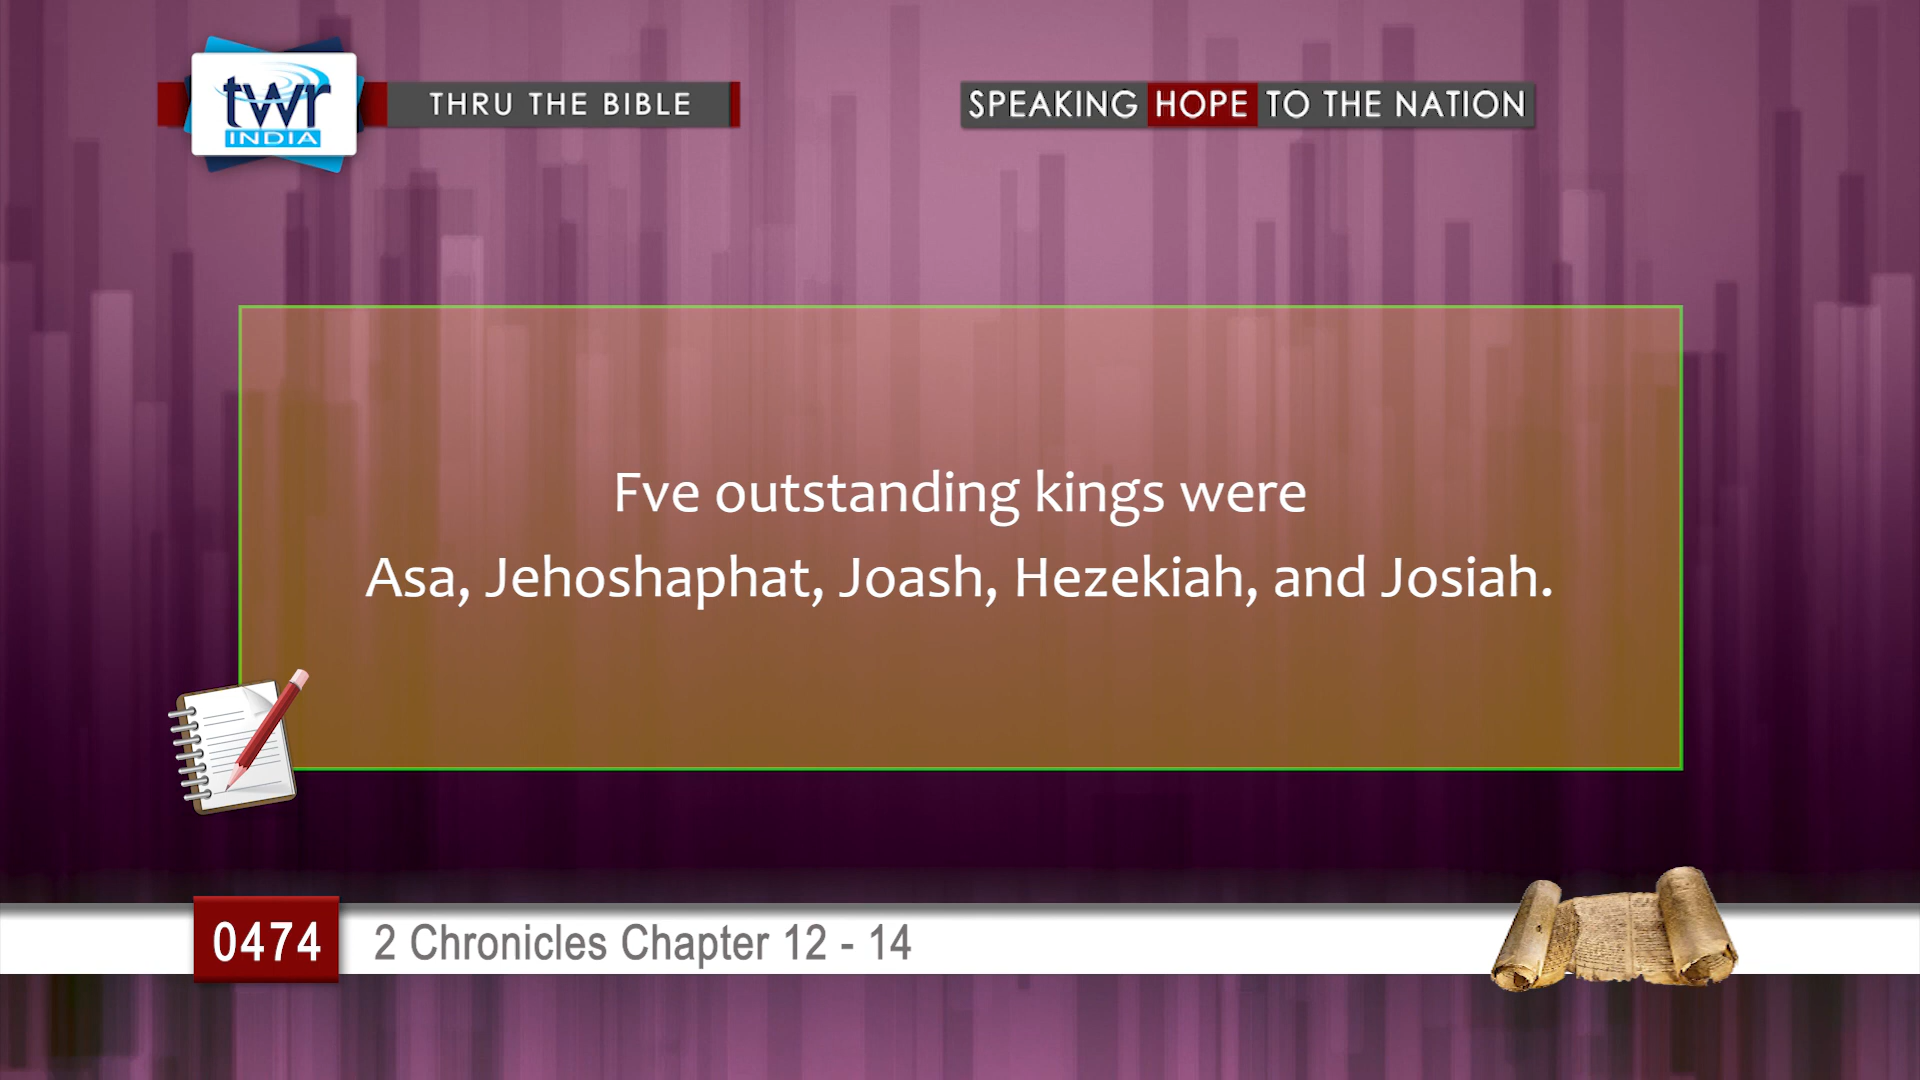 twr
INDIA
THRU THE BIBLE
SPEAKING HOPE TO THE NATION
Fve outstanding kings were
Asa, Jehoshaphat, Joash, Hezekiah, and Josiah.
0474
2 Chronicles Chapter 12 - 14